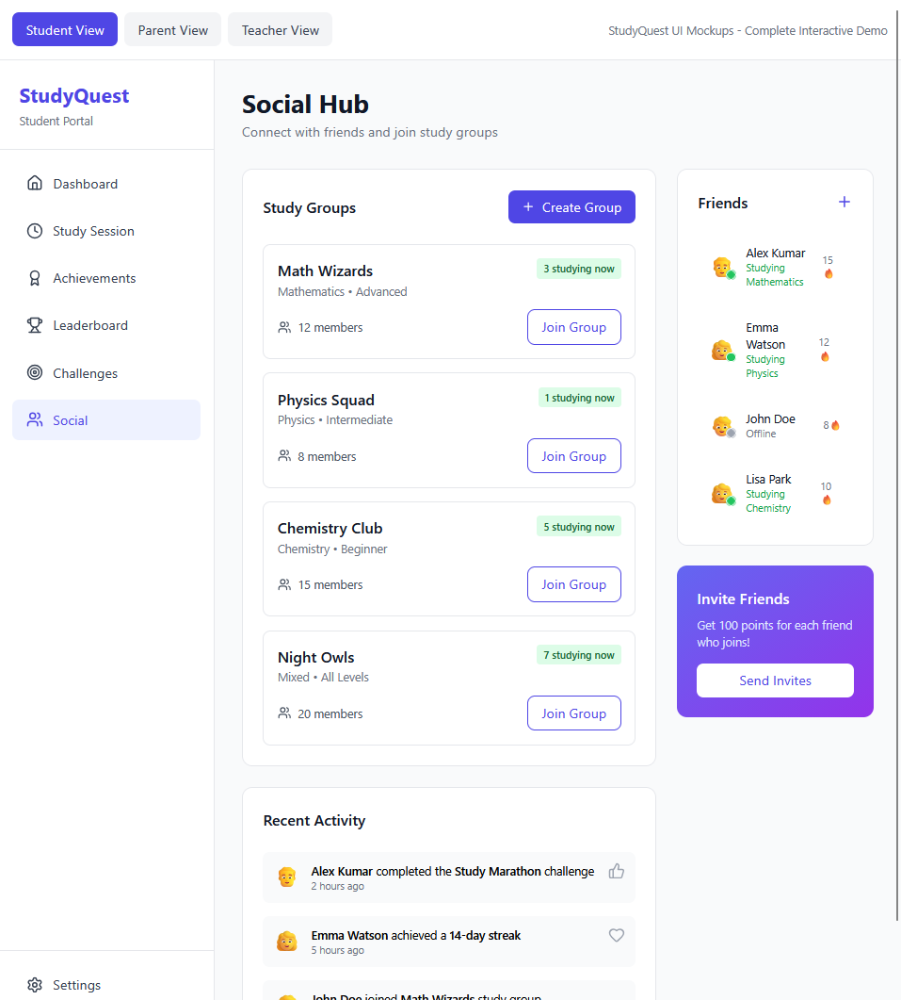 Student View
Parent View
Teacher View
StudyQuest UI Mockups - Complete Interactive Demo
StudyQuest
Student Portal
Dashboard
Study Session
Achievements
Leaderboard
Challenges
Social
Settings
Social Hub
Connect with friends and join study groups
Study Groups
+ Create Group
Math Wizards
3 studying now
Mathematics • Advanced
12 members
Join Group
Physics Squad
1 studying now
Physics • Intermediate
8 members
Join Group
Chemistry Club
5 studying now
Chemistry • Beginner
15 members
Join Group
Night Owls
7 studying now
Mixed • All Levels
20 members
Join Group
Recent Activity
Alex Kumar completed the Study Marathon challenge
2 hours ago
Emma Watson achieved a 14-day streak
5 hours ago
John Doe joined Math Wizards study group
Friends
+
Alex Kumar
Studying
Mathematics
15
🔥
Emma
Watson
Studying
Physics
12
🔥
John Doe
Offline
8🔥
Lisa Park
Studying
Chemistry
10
🔥
Invite Friends
Get 100 points for each friend
who joins!
Send Invites